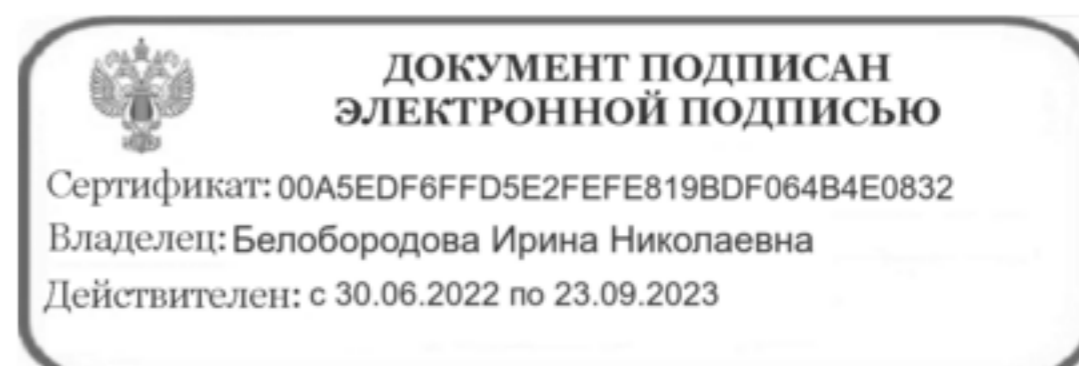 ДОКУМЕНТ ПОДПИСАН
ЭЛЕКТРОННОЙ ПОДПИСЬЮ
Сертификат: 00A5EDF6FFD5E2FEFE819BDF064B4E0832
Владелец: Белобородова Ирина Николаевна
Действителен: с 30.06.2022 по 23.09.2023